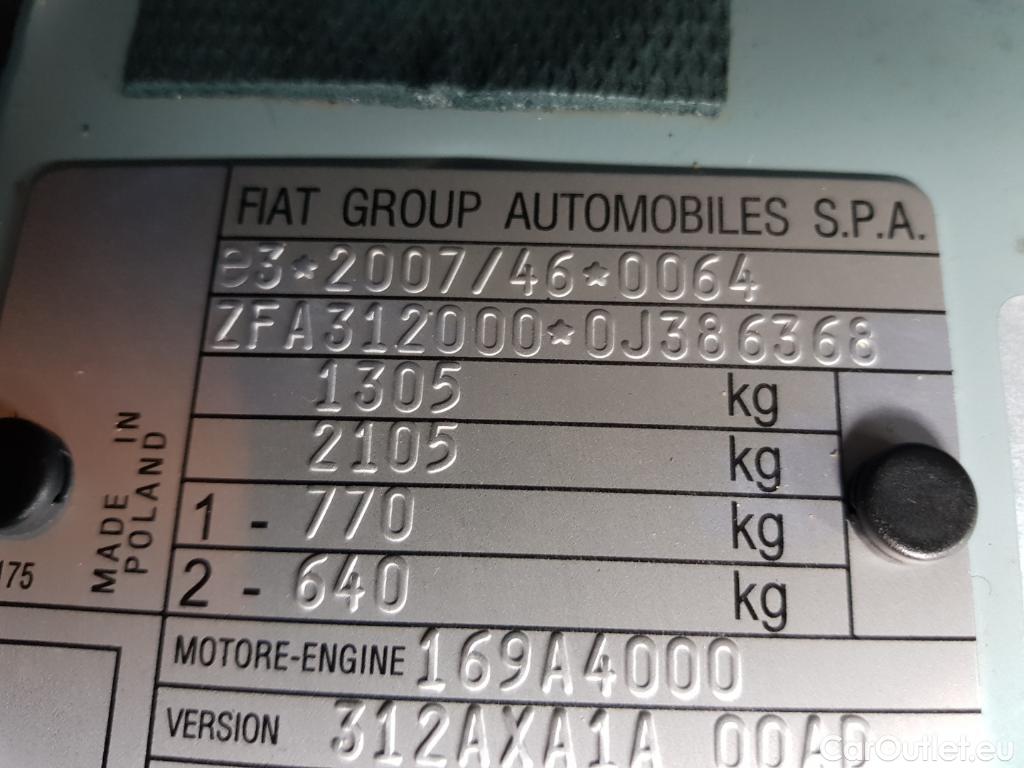 FIAT GROUP AUTOMOBILES S.P.A.
e3*2007/46*0064
ZFA312000*0J386368
1305 kg
2105 kg
1 - 770 kg
2 - 640 kg
MADE IN
POLAND
175
MOTORE-ENGINE 169A4000
VERSION 312AXA1A 00AD
CarOutlet.eu